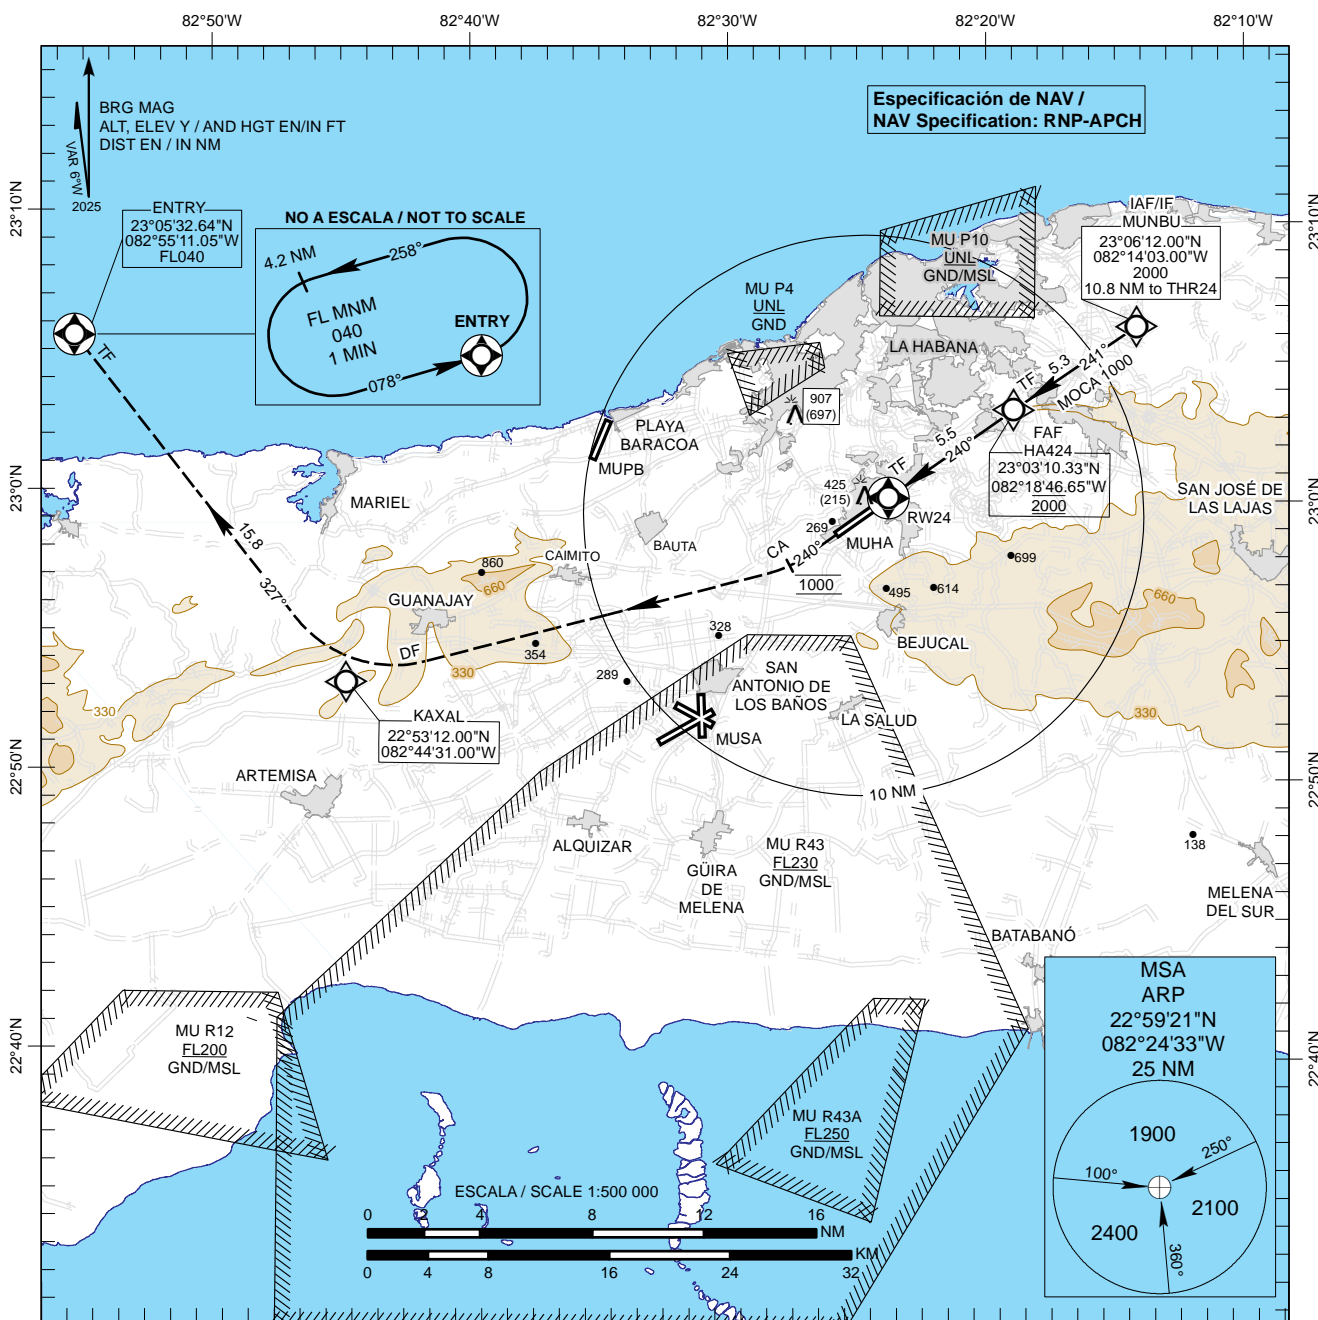 82°50'W
82°40'W
82°30'W
82°20'W
82°10'W
BRG MAG
ALT, ELEV Y / AND HGT EN/IN FT
DIST EN / IN NM
VAR 6°W
2025
Especificación de NAV /
NAV Specification: RNP-APCH
23°10'N
23°10'N
ENTRY
23°05'32.64"N
082°55'11.05"W
FL040
NO A ESCALA / NOT TO SCALE
4.2 NM
258°
FL MNM
040
1 MIN
ENTRY
078°
MU P10
UNL
GND/MSL
IAF/IF
MUNBU
23°06'12.00"N
082°14'03.00"W
2000
10.8 NM to THR24
MU P4
UNL
GND
LA HABANA
TF
5.3
241°
MOCA 1000
TF
907
(697)
PLAYA
BARACOA
MUPB
5.5
240°
TF
FAF
HA424
23°03'10.33"N
082°18'46.65"W
2000
23°0'N
23°0'N
MARIEL
425
(215)
RW24
SAN JOSÉ DE
LAS LAJAS
269
MUHA
BAUTA
CAIMITO
CA
240°
1000
15.8
327°
860
660
699
495
614
660
GUANAJAY
328
BEJUCAL
DF
354
330
289
SAN
ANTONIO DE
LOS BAÑOS
330
KAXAL
22°53'12.00"N
082°44'31.00"W
LA SALUD
330
MUSA
22°50'N
22°50'N
ARTEMISA
10 NM
ALQUIZAR
GÜIRA
DE
MELENA
MU R43
FL230
GND/MSL
138
MELENA
DEL SUR
BATABANÓ
MSA
ARP
22°59'21"N
082°24'33"W
25 NM
1900
250°
100°
2100
2400
360°
22°40'N
22°40'N
MU R12
FL200
GND/MSL
MU R43A
FL250
GND/MSL
ESCALA / SCALE 1:500 000
0
12
4
8
12
16
NM
KM
0
4
8
16
24
32